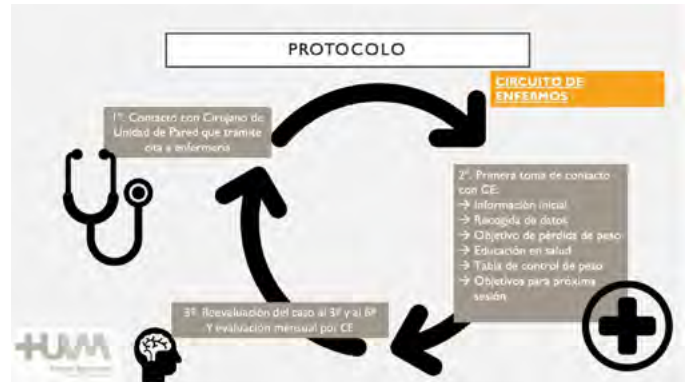 PROTOCOLO
CIRCUITO DE
ENFERMOS
1º. Contacto con Cirujano de
Unidad de Pared que tramite
cita a enfermería
2º. Primera toma de contacto
con CE:
→ Información inicial
→ Recogida de datos
→ Objetivo de pérdida de peso
→ Educación en salud
→ Tabla de control de peso
→ Objetivos para próxima
sesión
3º. Reevaluación del caso al 3º y al 6º
Y evaluación mensual por CE